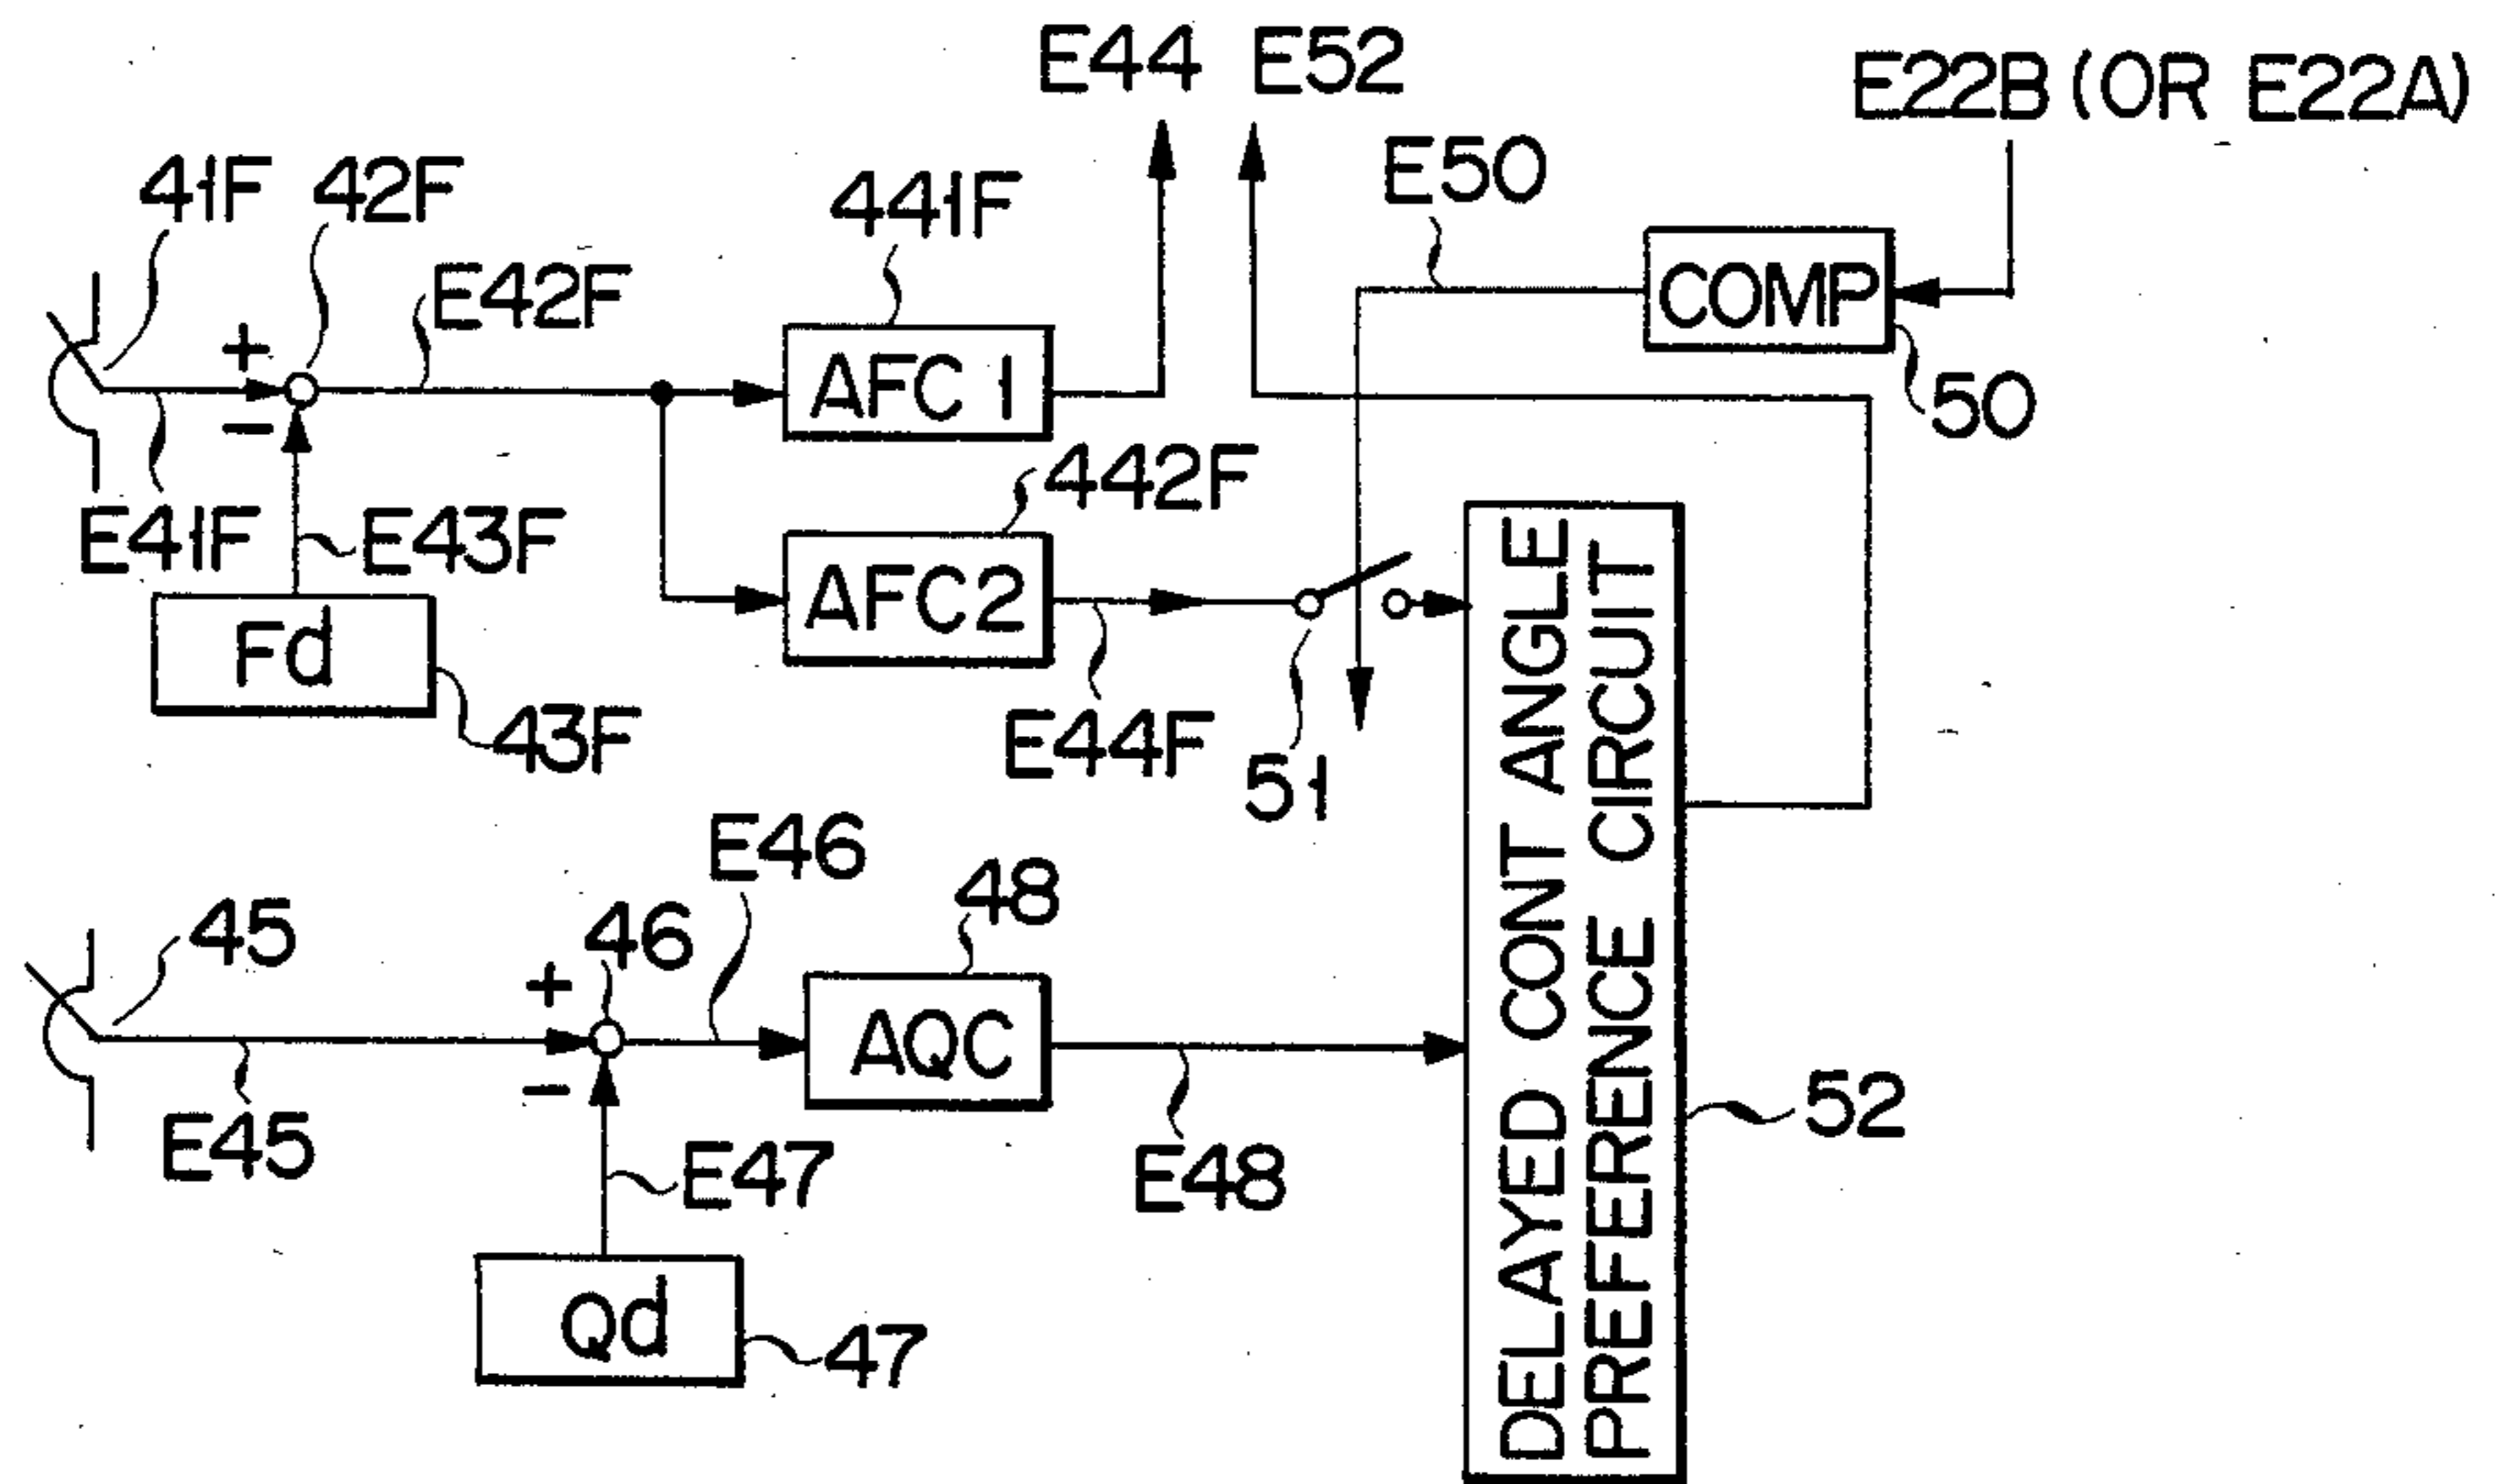 E44 E52
E22B (OR E22A)
E50
41F 42F
441F
E42F
COMP
+
AFC 1
50
−
442F
E41F
E43F
AFC2
Fd
43F
E44F
51
E46
48
45
46
+
AQC
−
E45
E47
E48
52
Qd
47
DELAYED CONT ANGLE
PREFERENCE CIRCUIT